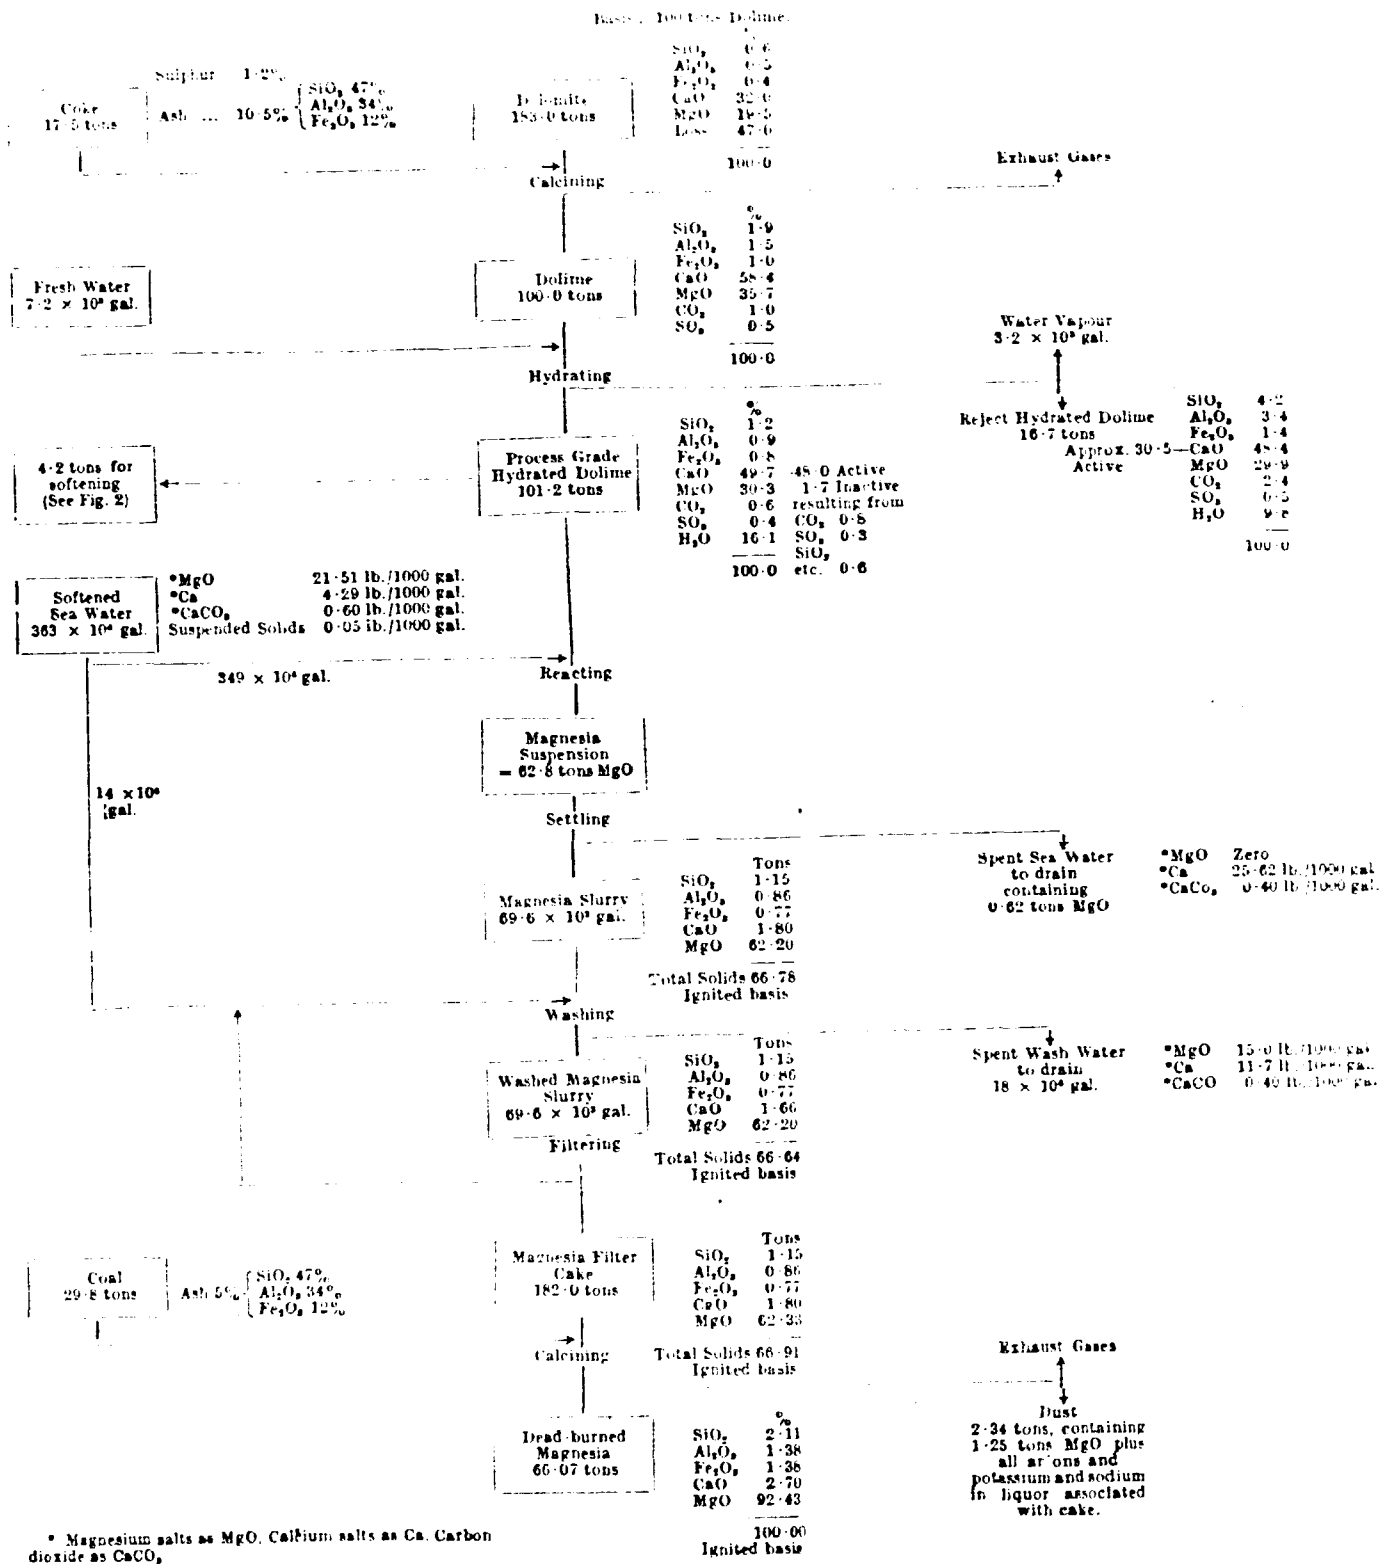 Basis: 100 tons Dolime.
Coke
17·5 tons
Sulphur 1·2%
Ash ... 10·5%
SiO₂ 47%
Al₂O₃ 34%
Fe₂O₃ 12%
Dolomite
183·0 tons
SiO₂ 0·6
Al₂O₃ 0·5
Fe₂O₃ 0·4
CaO 32·0
MgO 19·5
Loss 47·0
100·0
Calcining
Exhaust Gases
Fresh Water
7·2 × 10³ gal.
Dolime
100·0 tons
%
SiO₂ 1·9
Al₂O₃ 1·5
Fe₂O₃ 1·0
CaO 58·4
MgO 35·7
CO₂ 1·0
SO₃ 0·5
100·0
Hydrating
Water Vapour
3·2 × 10³ gal.
Reject Hydrated Dolime
16·7 tons
Approx. 30·5
Active
SiO₂ 4·2
Al₂O₃ 3·4
Fe₂O₃ 1·4
CaO 48·4
MgO 29·9
CO₂ 2·4
SO₃ 0·5
H₂O 9·8
100·0
4·2 tons for
softening
(See Fig. 2)
Process Grade
Hydrated Dolime
101·2 tons
%
SiO₂ 1·2
Al₂O₃ 0·9
Fe₂O₃ 0·8
CaO 49·7
MgO 30·3
CO₂ 0·6
SO₃ 0·4
H₂O 16·1
100·0
48·0 Active
1·7 Inactive
resulting from
CO₂ 0·8
SO₃ 0·3
SiO₂
etc. 0·6
Softened
Sea Water
363 × 10⁴ gal.
*MgO 21·51 lb./1000 gal.
*Ca 4·29 lb./1000 gal.
*CaCO₃ 0·60 lb./1000 gal.
Suspended Solids 0·05 lb./1000 gal.
349 × 10⁴ gal.
Reacting
Magnesia
Suspension
= 62·8 tons MgO
14 × 10⁴
gal.
Settling
Spent Sea Water
to drain
containing
0·62 tons MgO
*MgO Zero
*Ca 25·62 lb./1000 gal
*CaCo₃ 0·40 lb./1000 gal.
Magnesia Slurry
69·6 × 10³ gal.
Tons
SiO₂ 1·15
Al₂O₃ 0·86
Fe₂O₃ 0·77
CaO 1·80
MgO 62·20
Total Solids 66·78
Ignited basis
Washing
Spent Wash Water
to drain
18 × 10⁴ gal.
*MgO 15·0 lb./1000 gal
*Ca 11·7 lb./1000 gal.
*CaCO 0·40 lb./1000 gal.
Washed Magnesia
Slurry
69·6 × 10³ gal.
Tons
SiO₂ 1·15
Al₂O₃ 0·86
Fe₂O₃ 0·77
CaO 1·66
MgO 62·20
Total Solids 66·64
Ignited basis
Filtering
Coal
29·8 tons
Ash 5%
SiO₂ 47%
Al₂O₃ 34%
Fe₂O₃ 12%
Magnesia Filter
Cake
182·0 tons
Tons
SiO₂ 1·15
Al₂O₃ 0·86
Fe₂O₃ 0·77
CaO 1·80
MgO 62·33
Total Solids 66·91
Ignited basis
Calcining
Exhaust Gases
Dust
2·34 tons, containing
1·25 tons MgO plus
all anions and
potassium and sodium
in liquor associated
with cake.
Dead-burned
Magnesia
66·07 tons
%
SiO₂ 2·11
Al₂O₃ 1·38
Fe₂O₃ 1·38
CaO 2·70
MgO 92·43
100·00
Ignited basis
* Magnesium salts as MgO, Calcium salts as Ca, Carbon
dioxide as CaCO₃